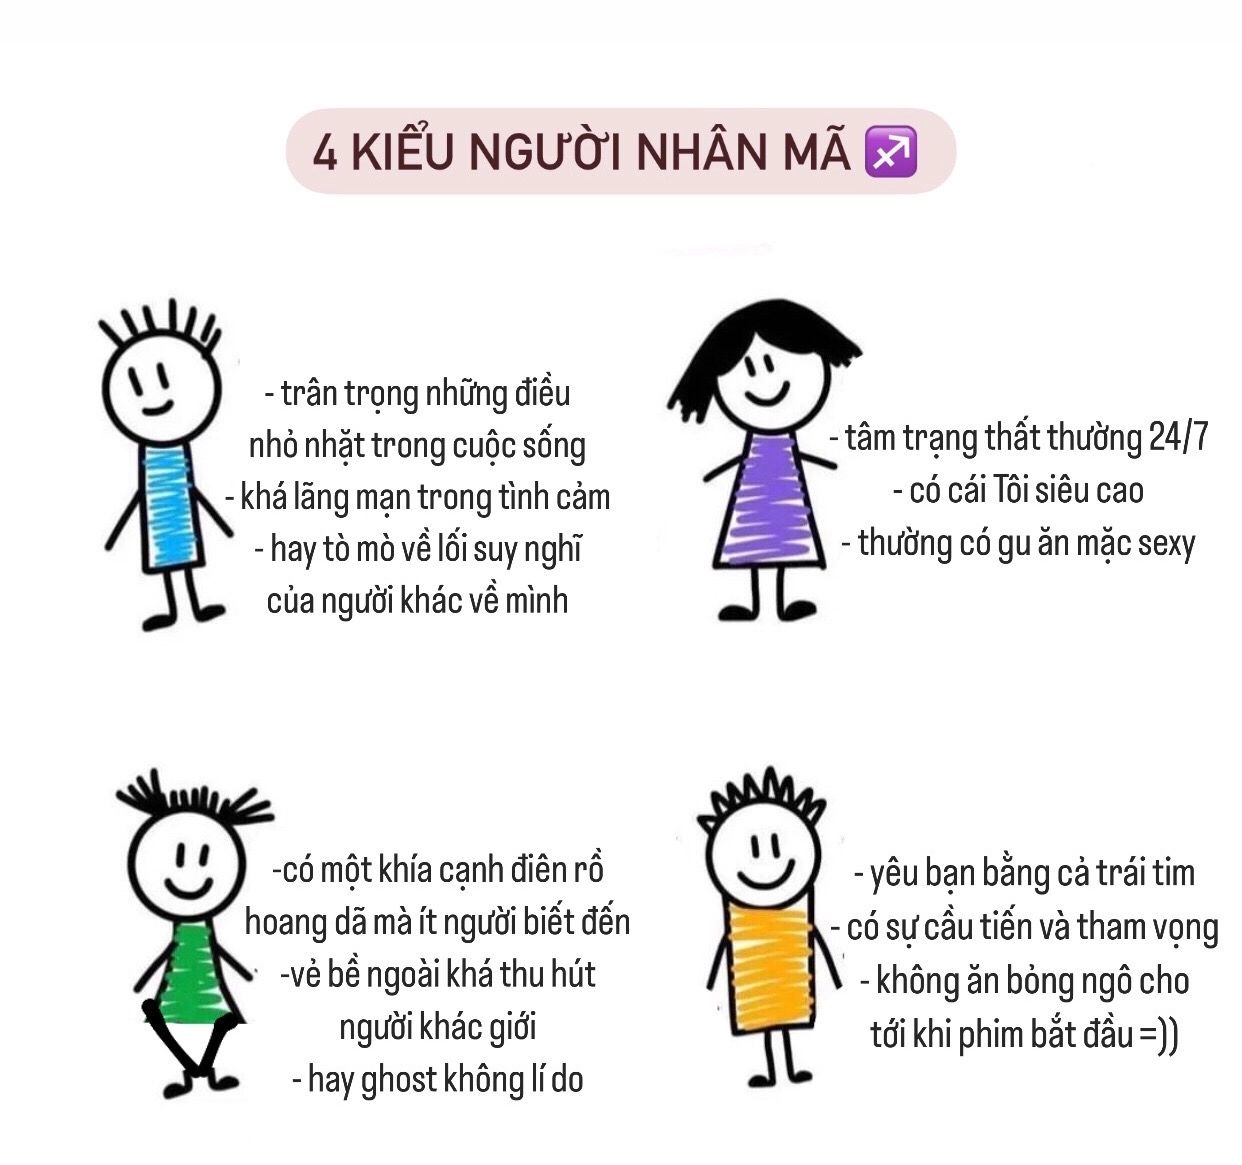 4 KIỂU NGƯỜI NHÂN MÃ ♐
- trân trọng những điều
nhỏ nhặt trong cuộc sống
- khá lãng mạn trong tình cảm
- hay tò mò về lối suy nghĩ
của người khác về mình
- tâm trạng thất thường 24/7
- có cái Tôi siêu cao
- thường có gu ăn mặc sexy
-có một khía cạnh điên rồ
hoang dã mà ít người biết đến
-vẻ bề ngoài khá thu hút
người khác giới
- hay ghost không lí do
- yêu bạn bằng cả trái tim
- có sự cầu tiến và tham vọng
- không ăn bỏng ngô cho
tới khi phim bắt đầu =))